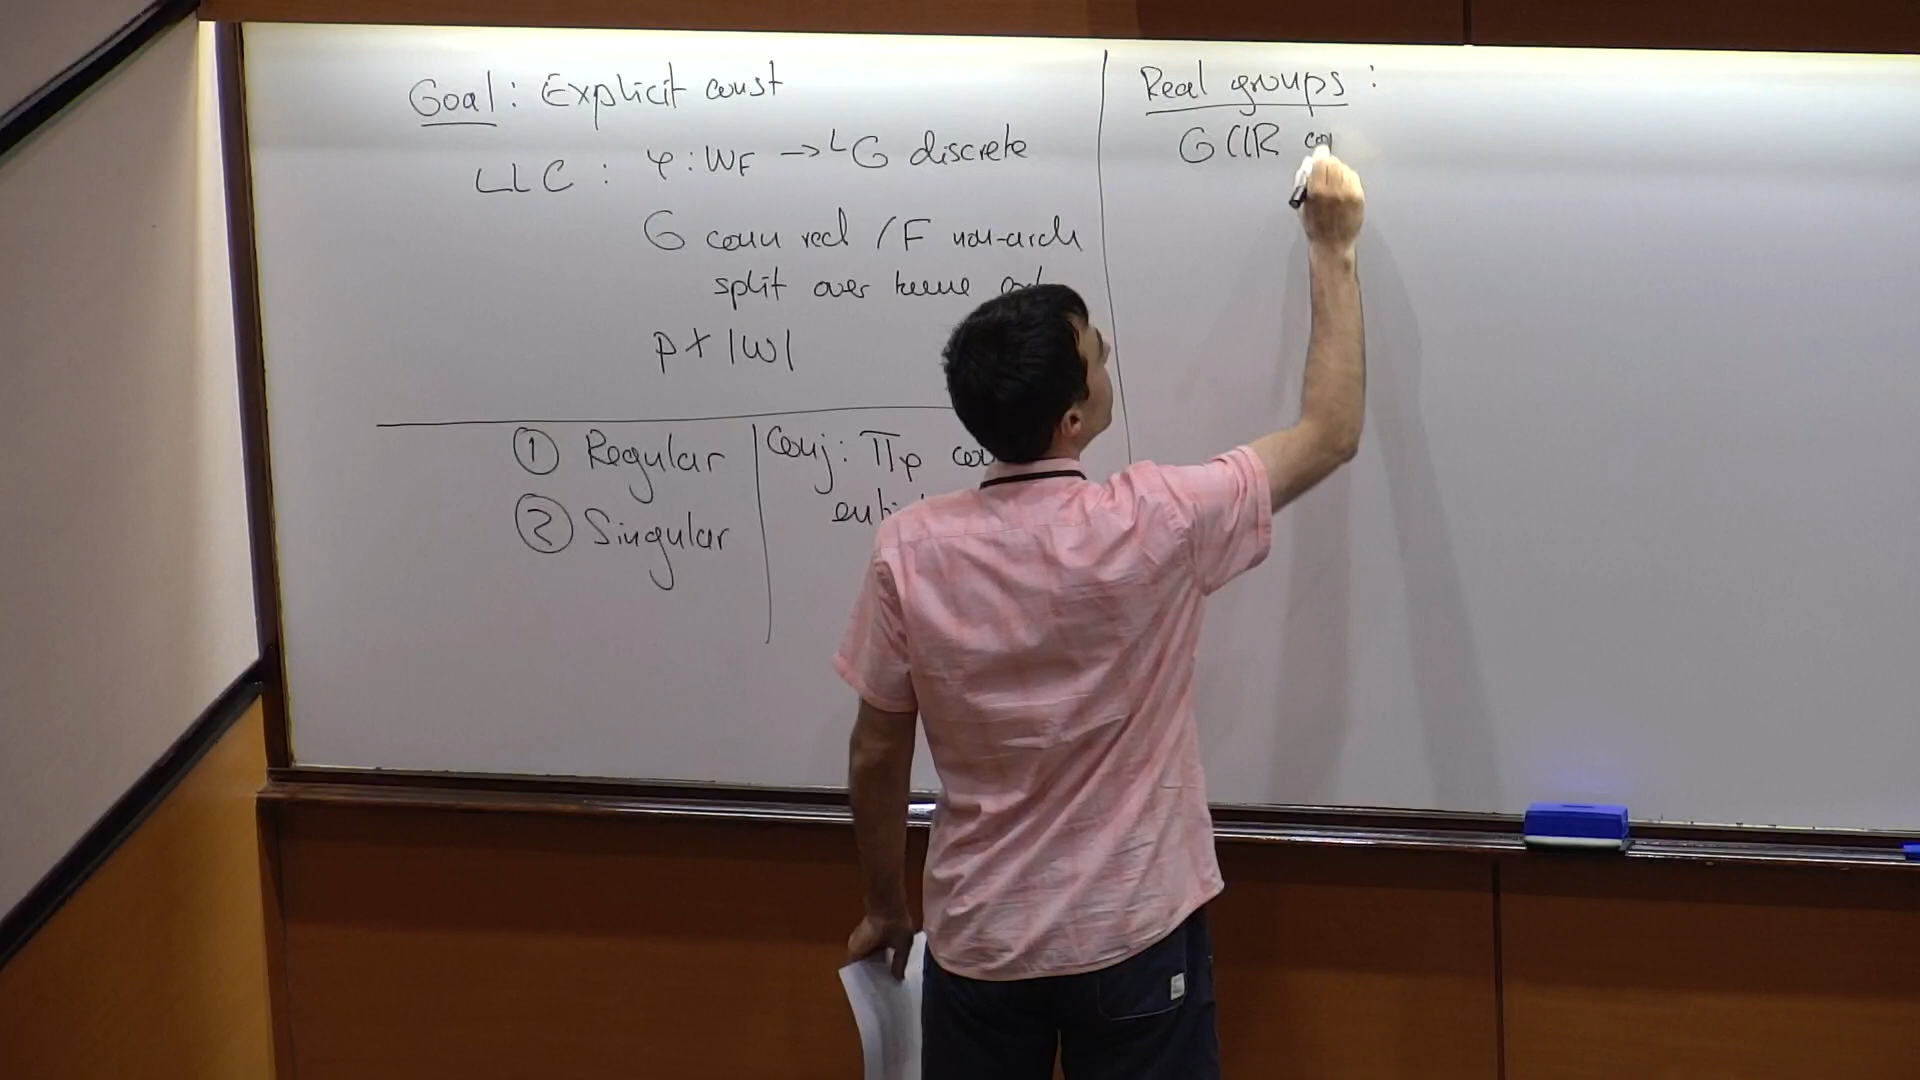 Goal: Explicit const
LLC: φ: W_F → ᴸG discrete
G conn red / F non-arch
split over tame
p ∤ |W|
① Regular
② Singular
Conj: Π_φ
Real groups:
G/ℝ con